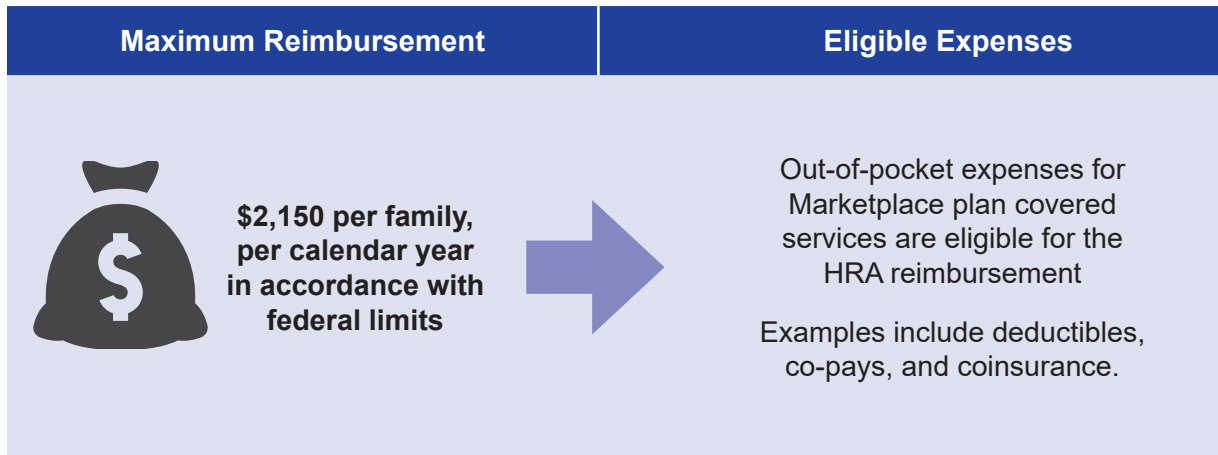 Maximum Reimbursement
Eligible Expenses
$
$2,150 per family,
per calendar year
in accordance with
federal limits
Out-of-pocket expenses for
Marketplace plan covered
services are eligible for the
HRA reimbursement
Examples include deductibles,
co-pays, and coinsurance.